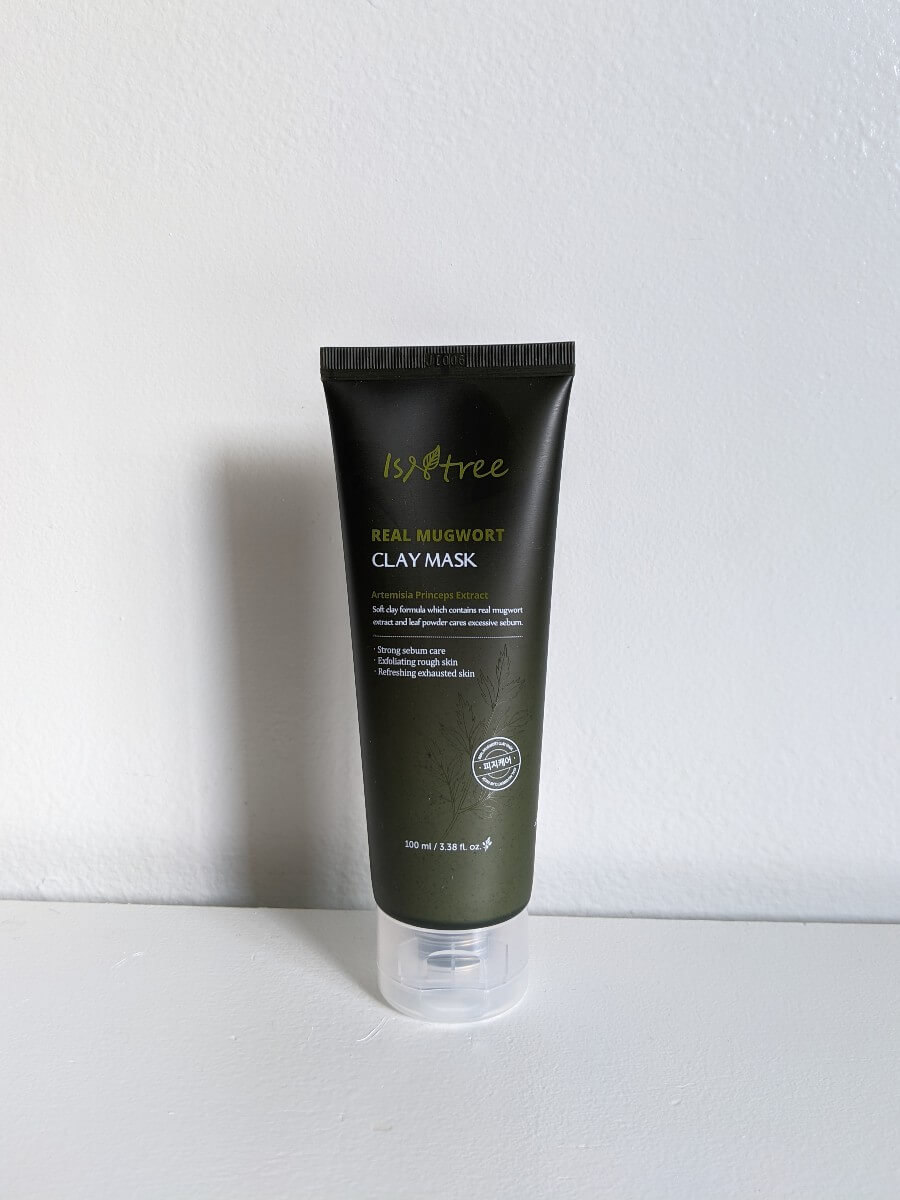 Isntree
REAL MUGWORT
CLAY MASK
Artemisia Princeps Extract
Soft clay formula which contains real mugwort
extract and leaf powder cares excessive sebum.
· Strong sebum care
· Exfoliating rough skin
· Refreshing exhausted skin
· 피지케어 ·
100 ml / 3.38 fl. oz.